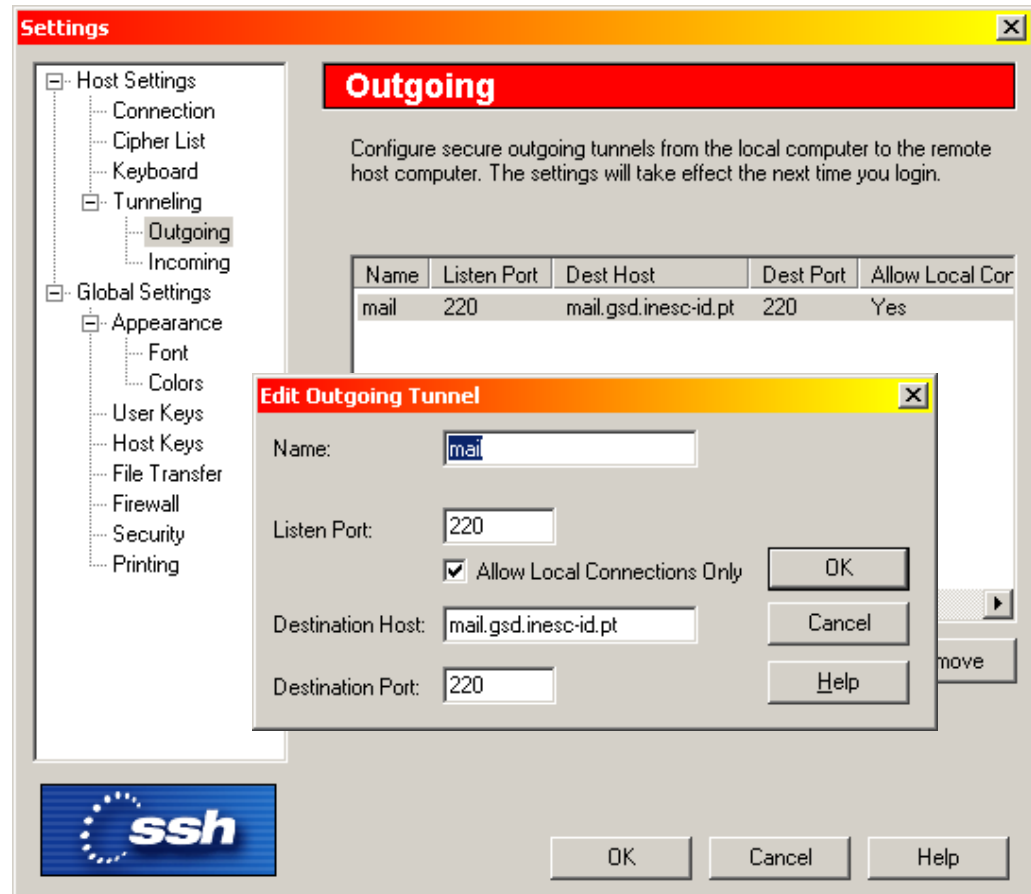 Settings
Host Settings
Connection
Cipher List
Keyboard
Tunneling
Outgoing
Incoming
Global Settings
Appearance
Font
Colors
User Keys
Host Keys
File Transfer
Firewall
Security
Printing
ssh
Outgoing
Configure secure outgoing tunnels from the local computer to the remote
host computer. The settings will take effect the next time you login.
Name Listen Port Dest Host Dest Port Allow Local Cor
mail 220 mail.gsd.inesc-id.pt 220 Yes
Edit Outgoing Tunnel
Name: mail
Listen Port: 220
Allow Local Connections Only
Destination Host: mail.gsd.inesc-id.pt
Destination Port: 220
OK
Cancel
Help
move
OK Cancel Help